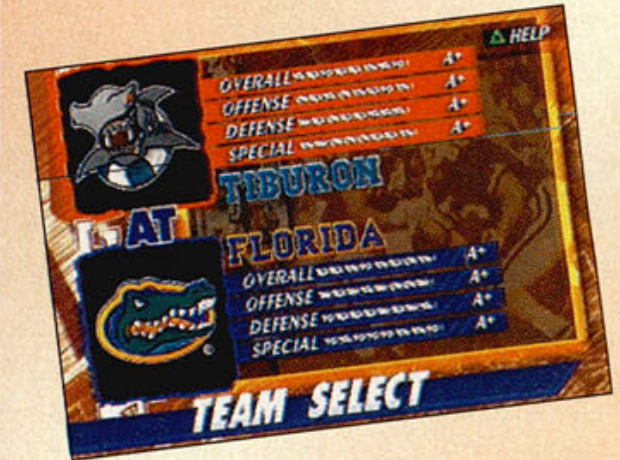 △ HELP
OVERALL A+
OFFENSE A+
DEFENSE A+
SPECIAL A+
TIBURON
AT
FLORIDA
OVERALL A+
OFFENSE A+
DEFENSE A+
SPECIAL A+
©
TEAM SELECT